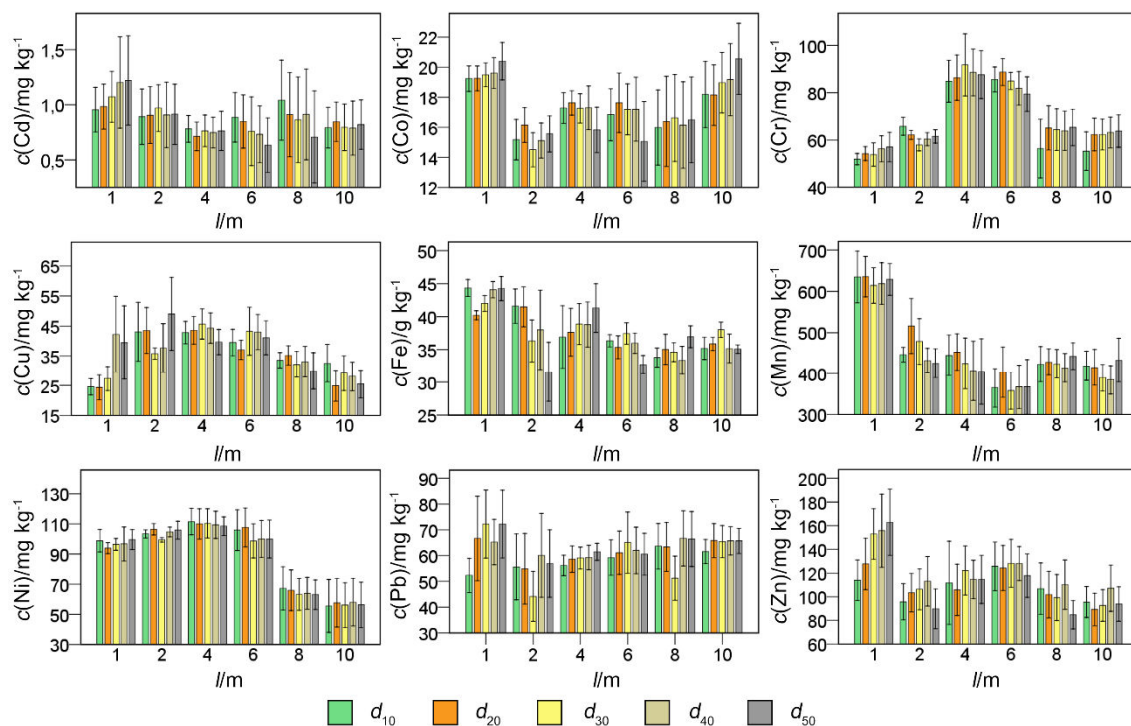 c(Cd)/mg kg⁻¹
1,5
1,0
0,5
1 2 4 6 8 10
l/m
c(Co)/mg kg⁻¹
22
20
18
16
14
12
1 2 4 6 8 10
l/m
c(Cr)/mg kg⁻¹
100
80
60
40
1 2 4 6 8 10
l/m
c(Cu)/mg kg⁻¹
65
55
45
35
25
15
1 2 4 6 8 10
l/m
c(Fe)/g kg⁻¹
50
45
40
35
30
25
1 2 4 6 8 10
l/m
c(Mn)/mg kg⁻¹
700
600
500
400
300
1 2 4 6 8 10
l/m
c(Ni)/mg kg⁻¹
130
110
90
70
50
30
1 2 4 6 8 10
l/m
c(Pb)/mg kg⁻¹
90
80
70
60
50
40
30
1 2 4 6 8 10
l/m
c(Zn)/mg kg⁻¹
200
180
160
140
120
100
80
60
1 2 4 6 8 10
l/m
d₁₀ d₂₀ d₃₀ d₄₀ d₅₀